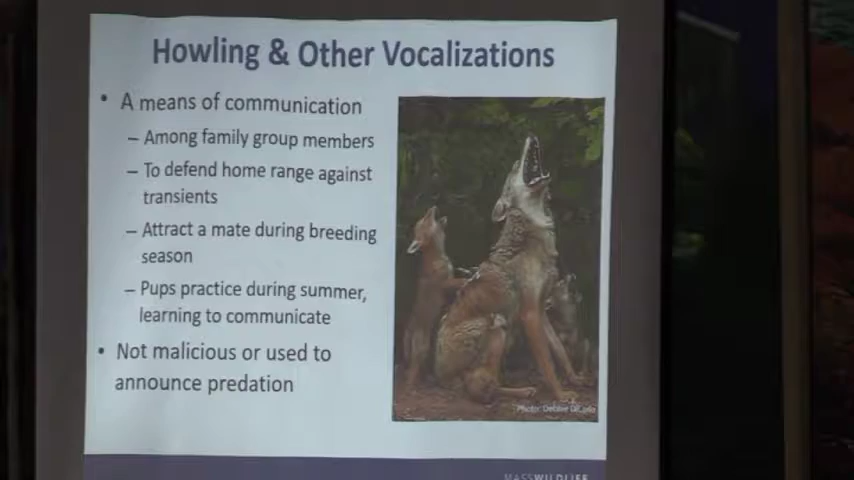 Howling & Other Vocalizations
• A means of communication
– Among family group members
– To defend home range against
transients
– Attract a mate during breeding
season
– Pups practice during summer,
learning to communicate
• Not malicious or used to
announce predation
Photo: Debbie
MASSWILDLIFE